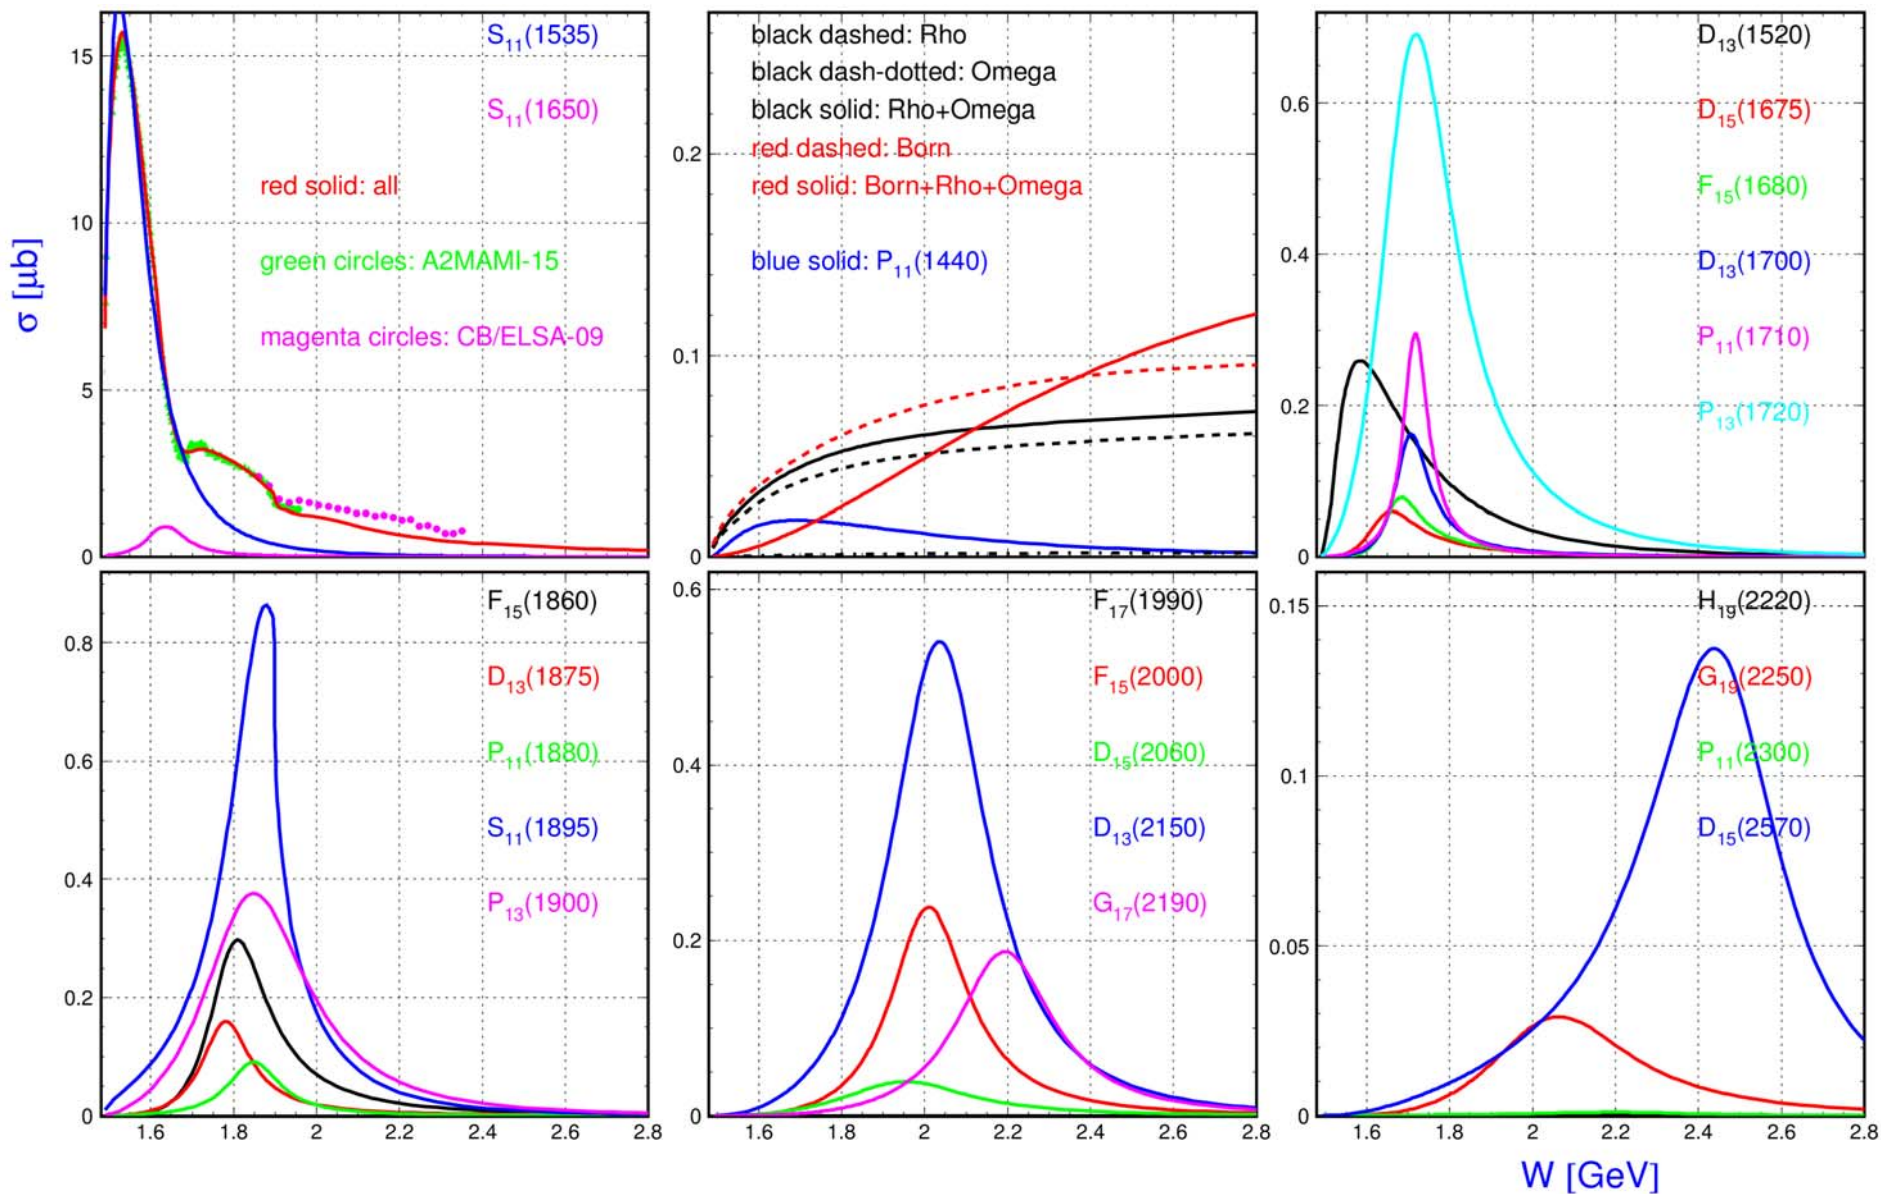 σ [μb]
15
10
5
0
S₁₁(1535)
S₁₁(1650)
red solid: all
green circles: A2MAMI-15
magenta circles: CB/ELSA-09
0.2
0.1
0
black dashed: Rho
black dash-dotted: Omega
black solid: Rho+Omega
red dashed: Born
red solid: Born+Rho+Omega
blue solid: P₁₁(1440)
0.6
0.4
0.2
0
D₁₃(1520)
D₁₅(1675)
F₁₅(1680)
D₁₃(1700)
P₁₁(1710)
P₁₃(1720)
0.8
0.6
0.4
0.2
0
F₁₅(1860)
D₁₃(1875)
P₁₁(1880)
S₁₁(1895)
P₁₃(1900)
1.6 1.8 2 2.2 2.4 2.6 2.8
0.6
0.4
0.2
0
F₁₇(1990)
F₁₅(2000)
D₁₅(2060)
D₁₃(2150)
G₁₇(2190)
1.6 1.8 2 2.2 2.4 2.6 2.8
0.15
0.1
0.05
0
H₁₉(2220)
G₁₉(2250)
P₁₁(2300)
D₁₅(2570)
1.6 1.8 2 2.2 2.4 2.6 2.8
W [GeV]